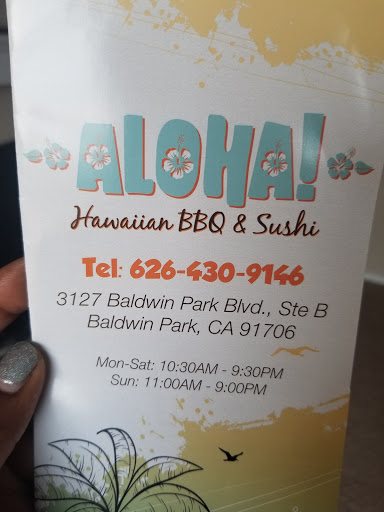 ALOHA!
Hawaiian BBQ & Sushi
Tel: 626-430-9146
3127 Baldwin Park Blvd., Ste B
Baldwin Park, CA 91706
Mon-Sat: 10:30AM - 9:30PM
Sun: 11:00AM - 9:00PM